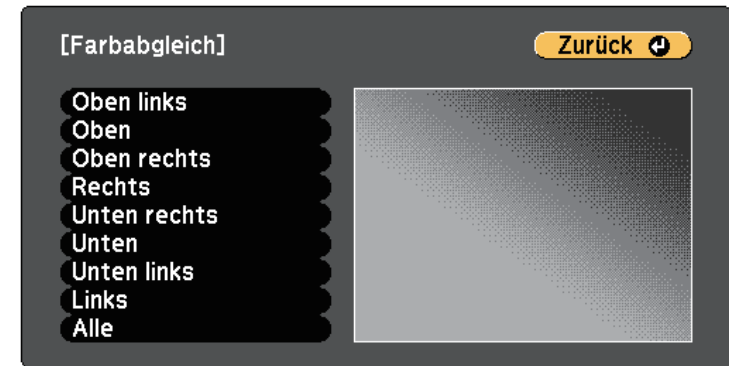 [Farbabgleich]
Zurück
Oben links
Oben
Oben rechts
Rechts
Unten rechts
Unten
Unten links
Links
Alle